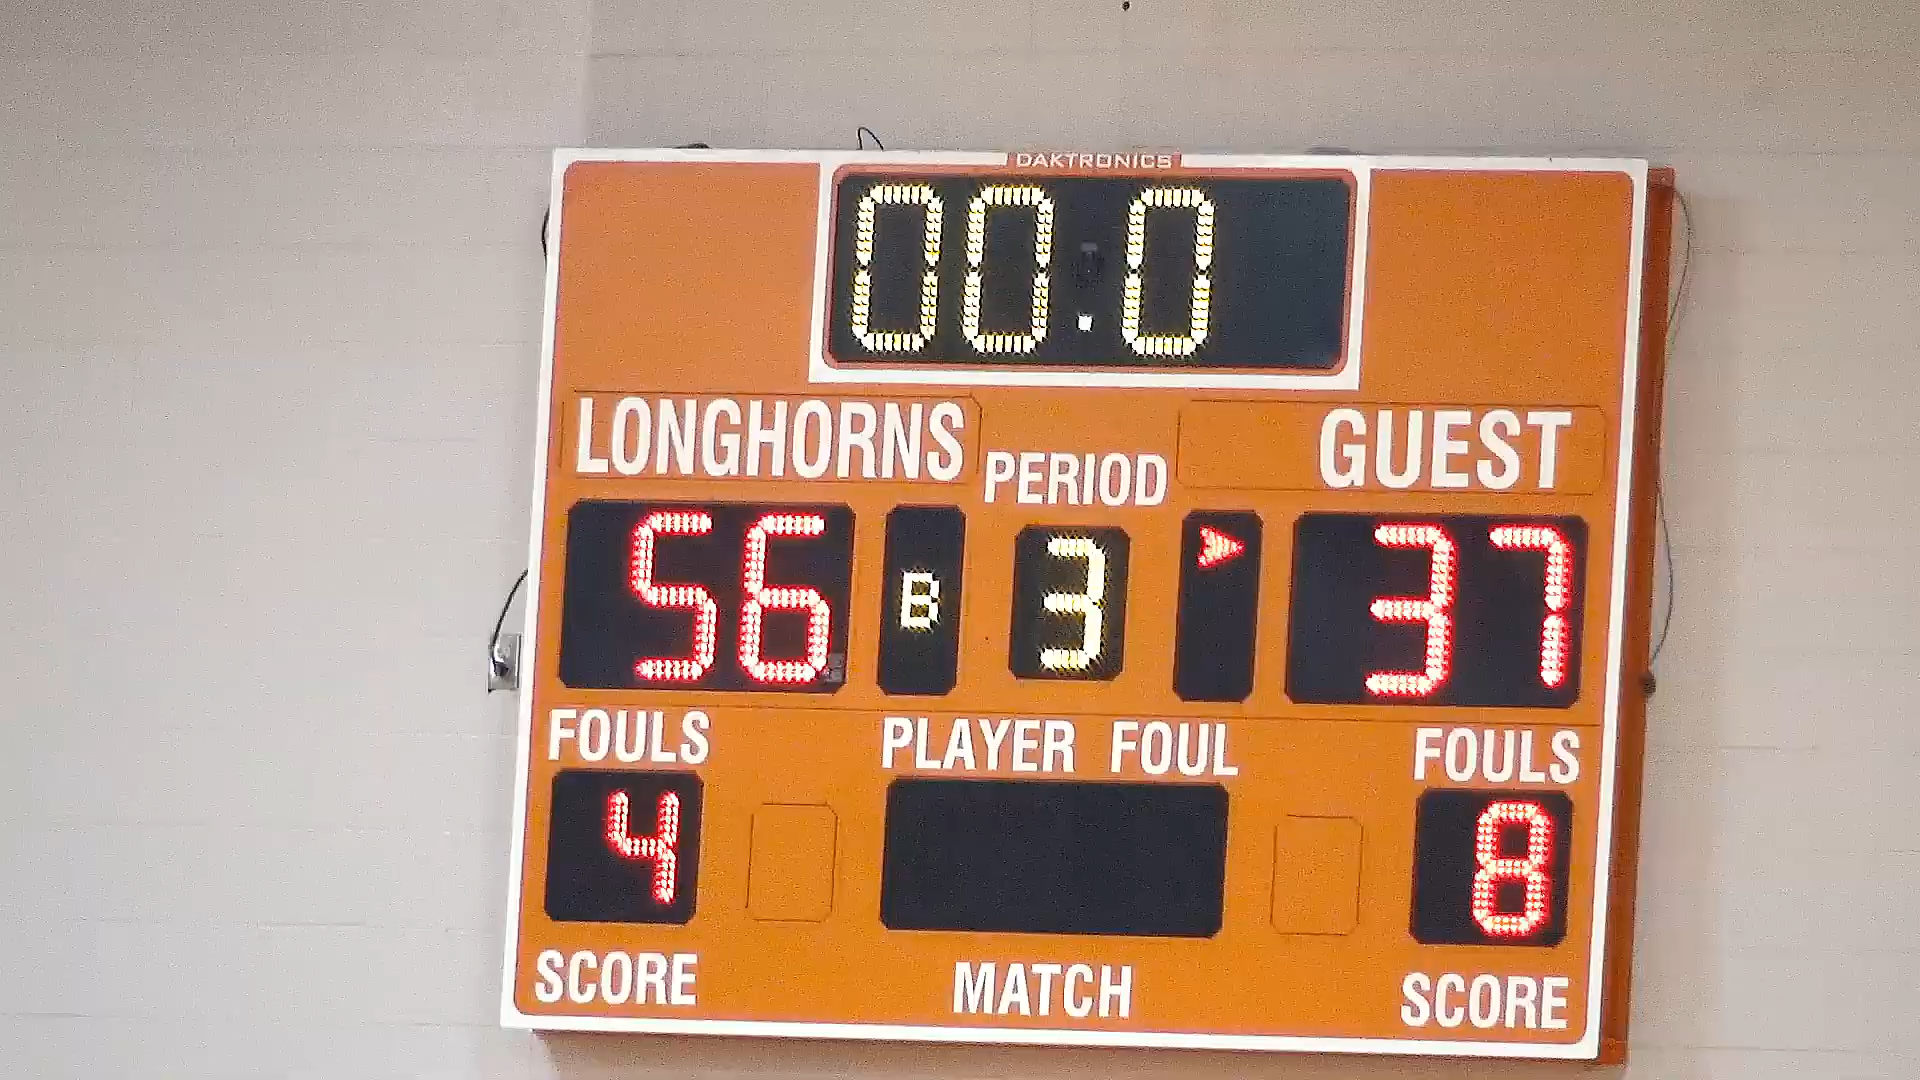 DAKTRONICS
00.0
LONGHORNS PERIOD GUEST
56 B 3 37
FOULS PLAYER FOUL FOULS
4 8
SCORE MATCH SCORE